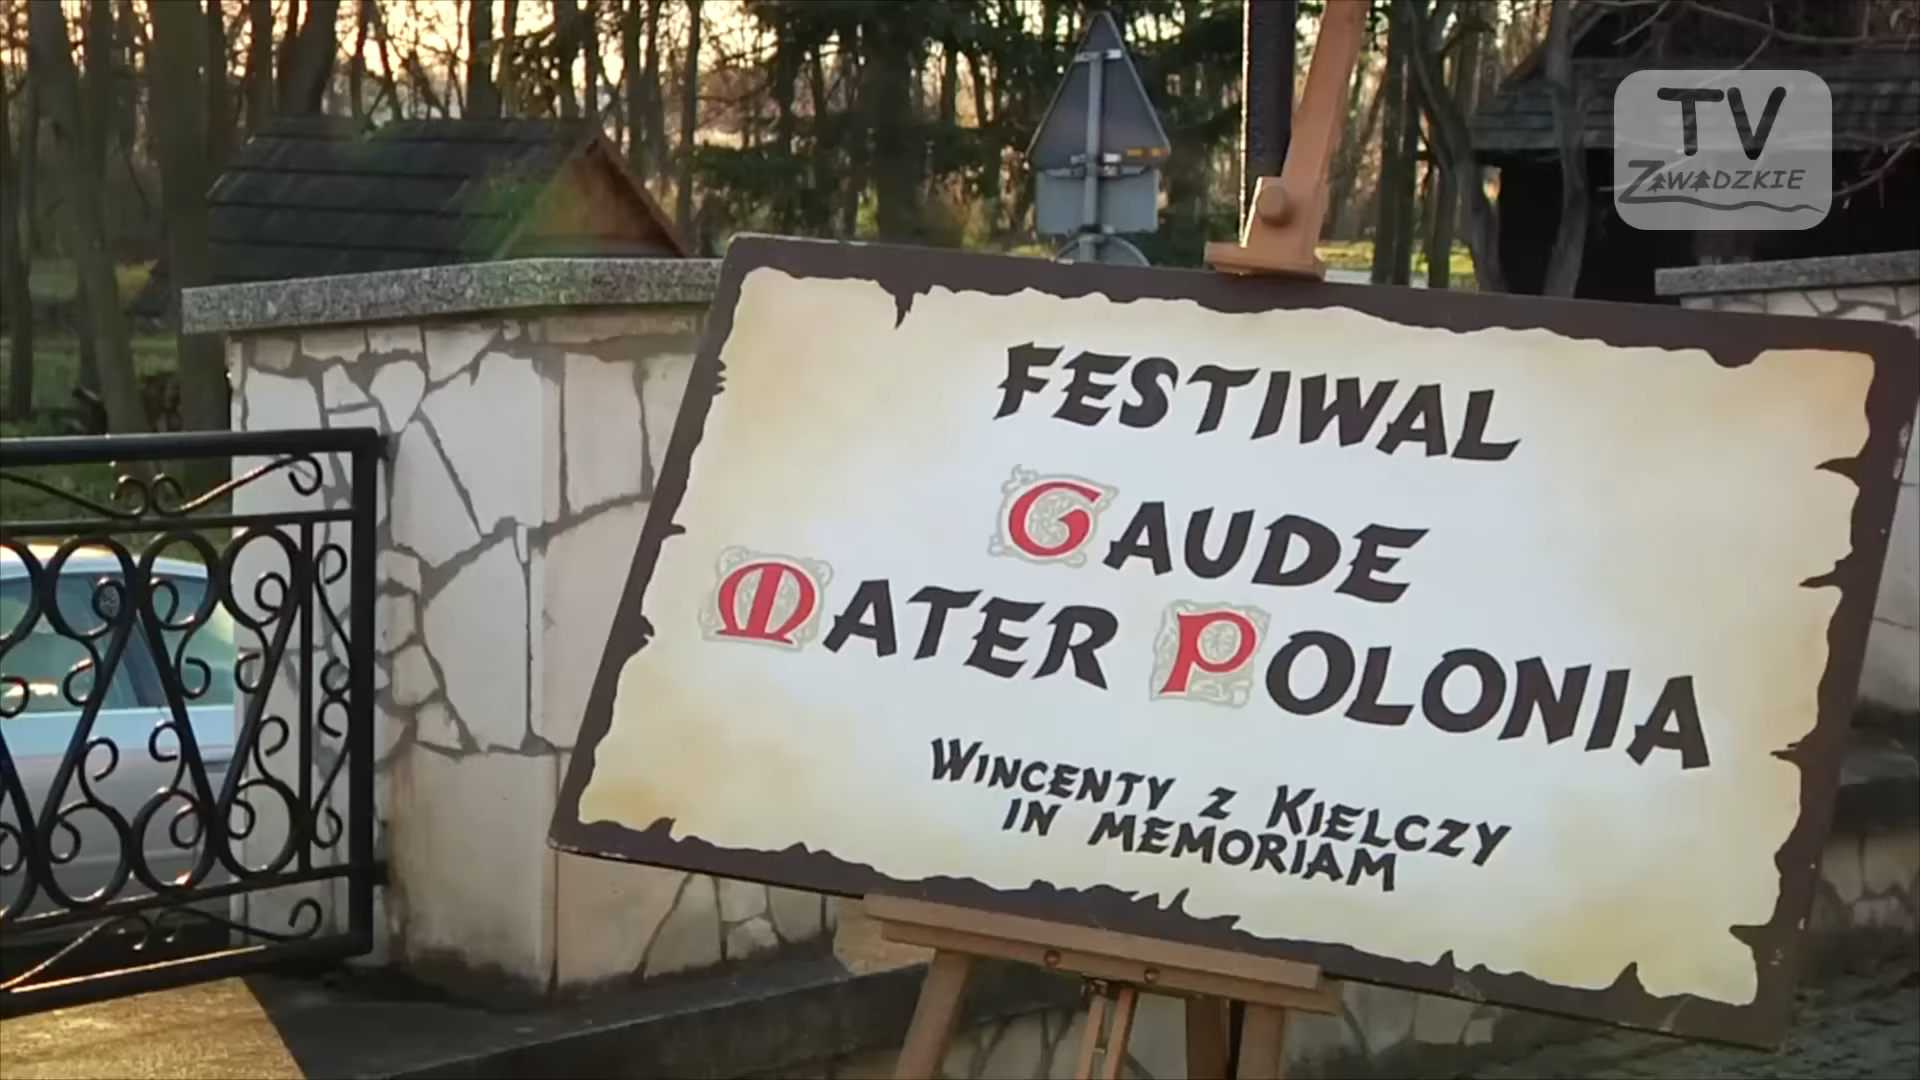 TV
ZAWADZKIE
FESTIWAL
GAUDE
MATER POLONIA
WINCENTY Z KIELCZY
IN MEMORIAM